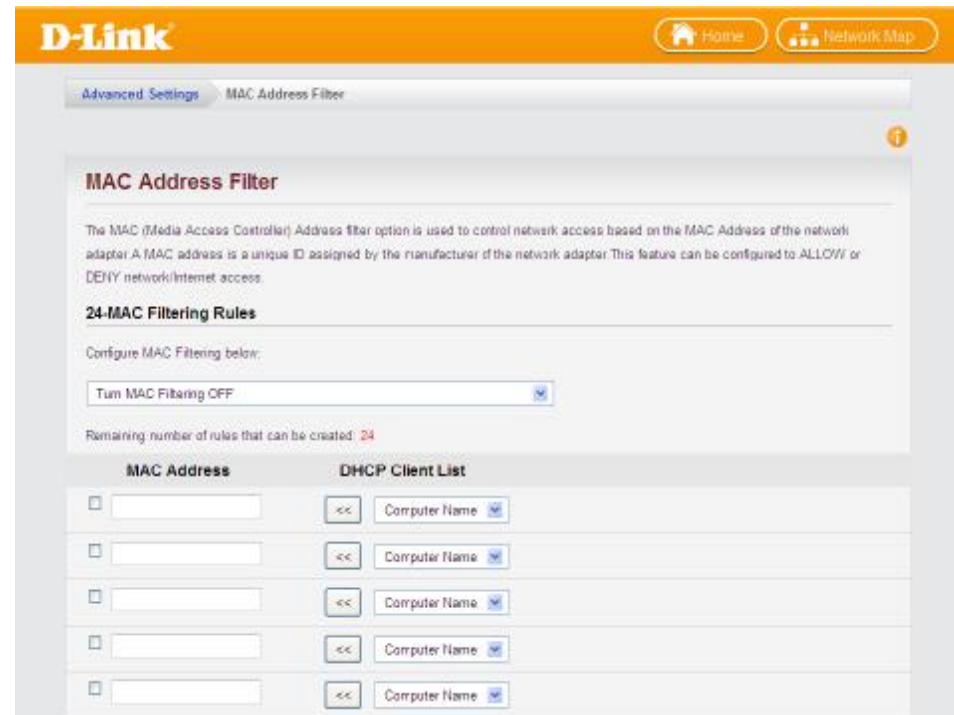 D-Link
Home
Network Map
Advanced Settings
MAC Address Filter
MAC Address Filter
The MAC (Media Access Controller) Address filter option is used to control network access based on the MAC Address of the network
adapter.A MAC address is a unique ID assigned by the manufacturer of the network adapter.This feature can be configured to ALLOW or
DENY network/Internet access.
24-MAC Filtering Rules
Configure MAC Filtering below:
Turn MAC Filtering OFF
Remaining number of rules that can be created: 24
MAC Address DHCP Client List
<< Computer Name
<< Computer Name
<< Computer Name
<< Computer Name
<< Computer Name